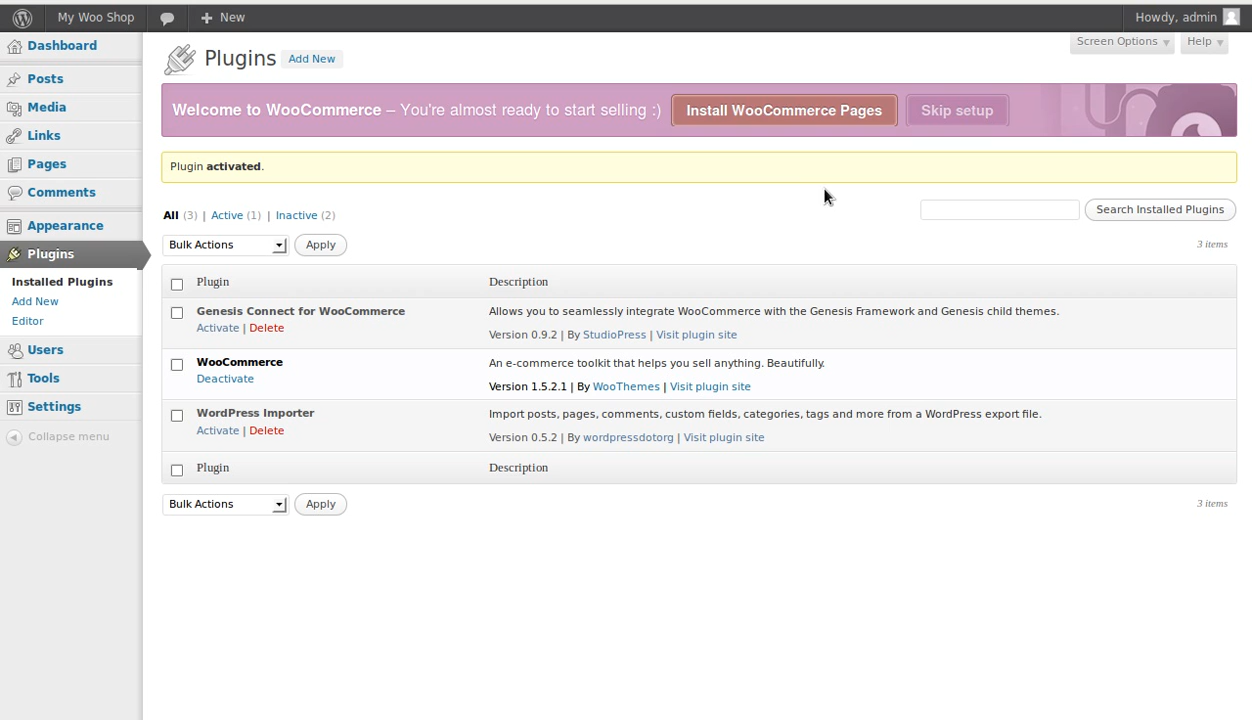 My Woo Shop New Howdy, admin
Screen Options Help
Dashboard
Posts
Media
Links
Pages
Comments
Appearance
Plugins
Installed Plugins
Add New
Editor
Users
Tools
Settings
Collapse menu
Plugins Add New
Welcome to WooCommerce – You're almost ready to start selling :) Install WooCommerce Pages Skip setup
Plugin activated.
All (3) | Active (1) | Inactive (2)
Search Installed Plugins
Bulk Actions Apply 3 items
Plugin Description
Genesis Connect for WooCommerce Allows you to seamlessly integrate WooCommerce with the Genesis Framework and Genesis child themes.
Activate | Delete Version 0.9.2 | By StudioPress | Visit plugin site
WooCommerce An e-commerce toolkit that helps you sell anything. Beautifully.
Deactivate Version 1.5.2.1 | By WooThemes | Visit plugin site
WordPress Importer Import posts, pages, comments, custom fields, categories, tags and more from a WordPress export file.
Activate | Delete Version 0.5.2 | By wordpressdotorg | Visit plugin site
Plugin Description
Bulk Actions Apply 3 items